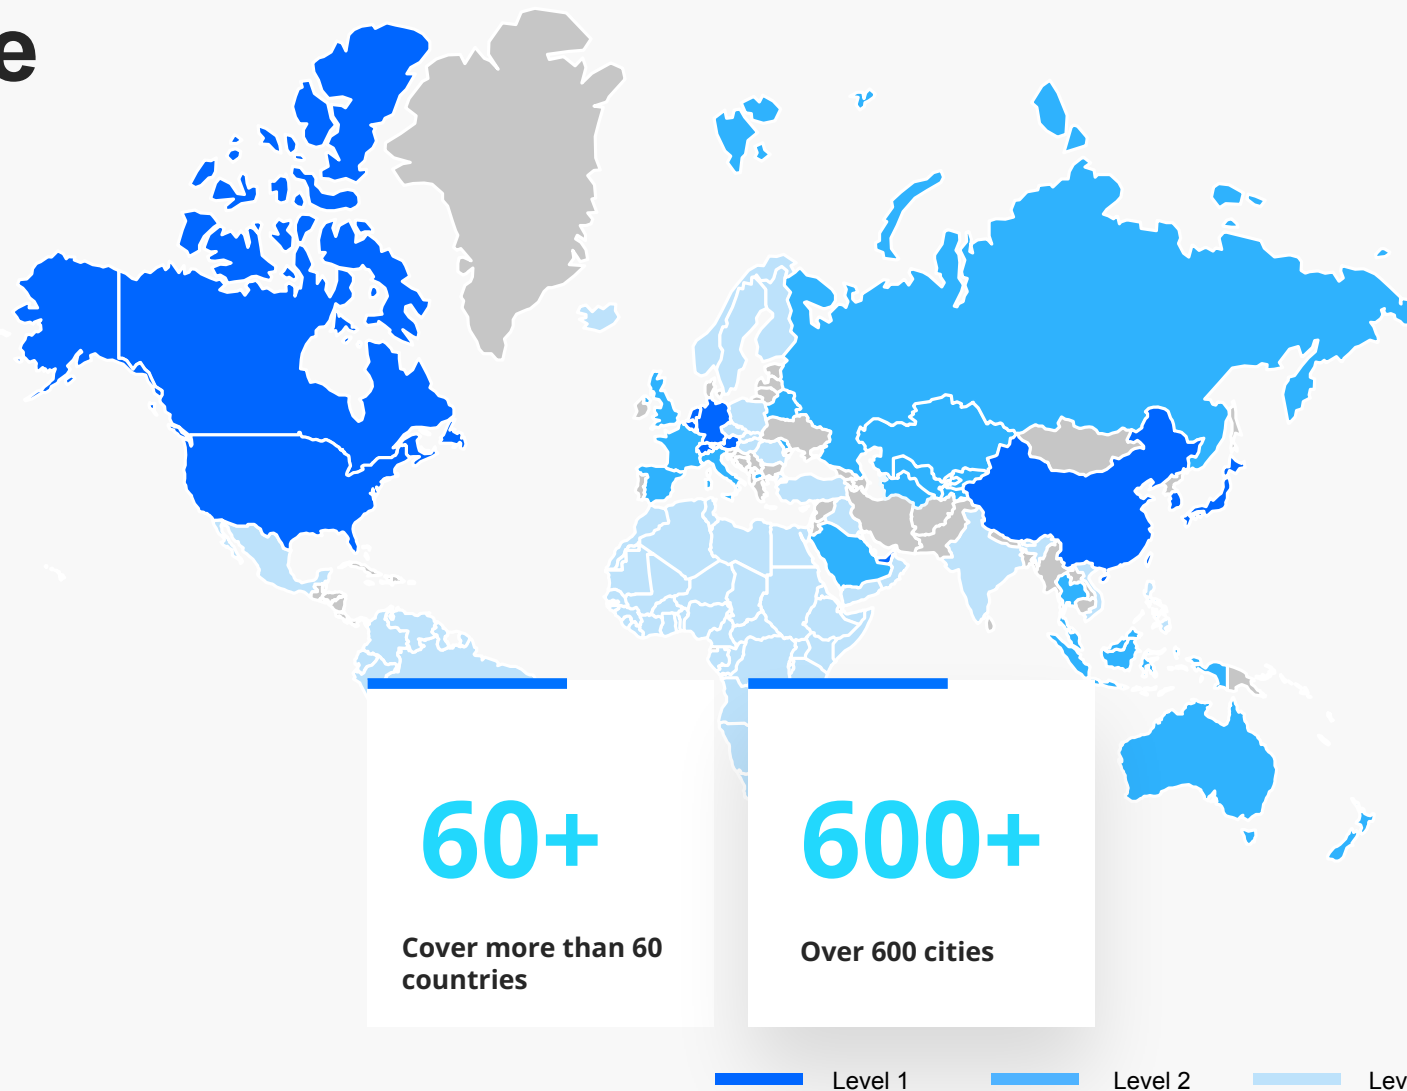 e
60+
600+
Cover more than 60
countries
Over 600 cities
Level 1
Level 2
Lev